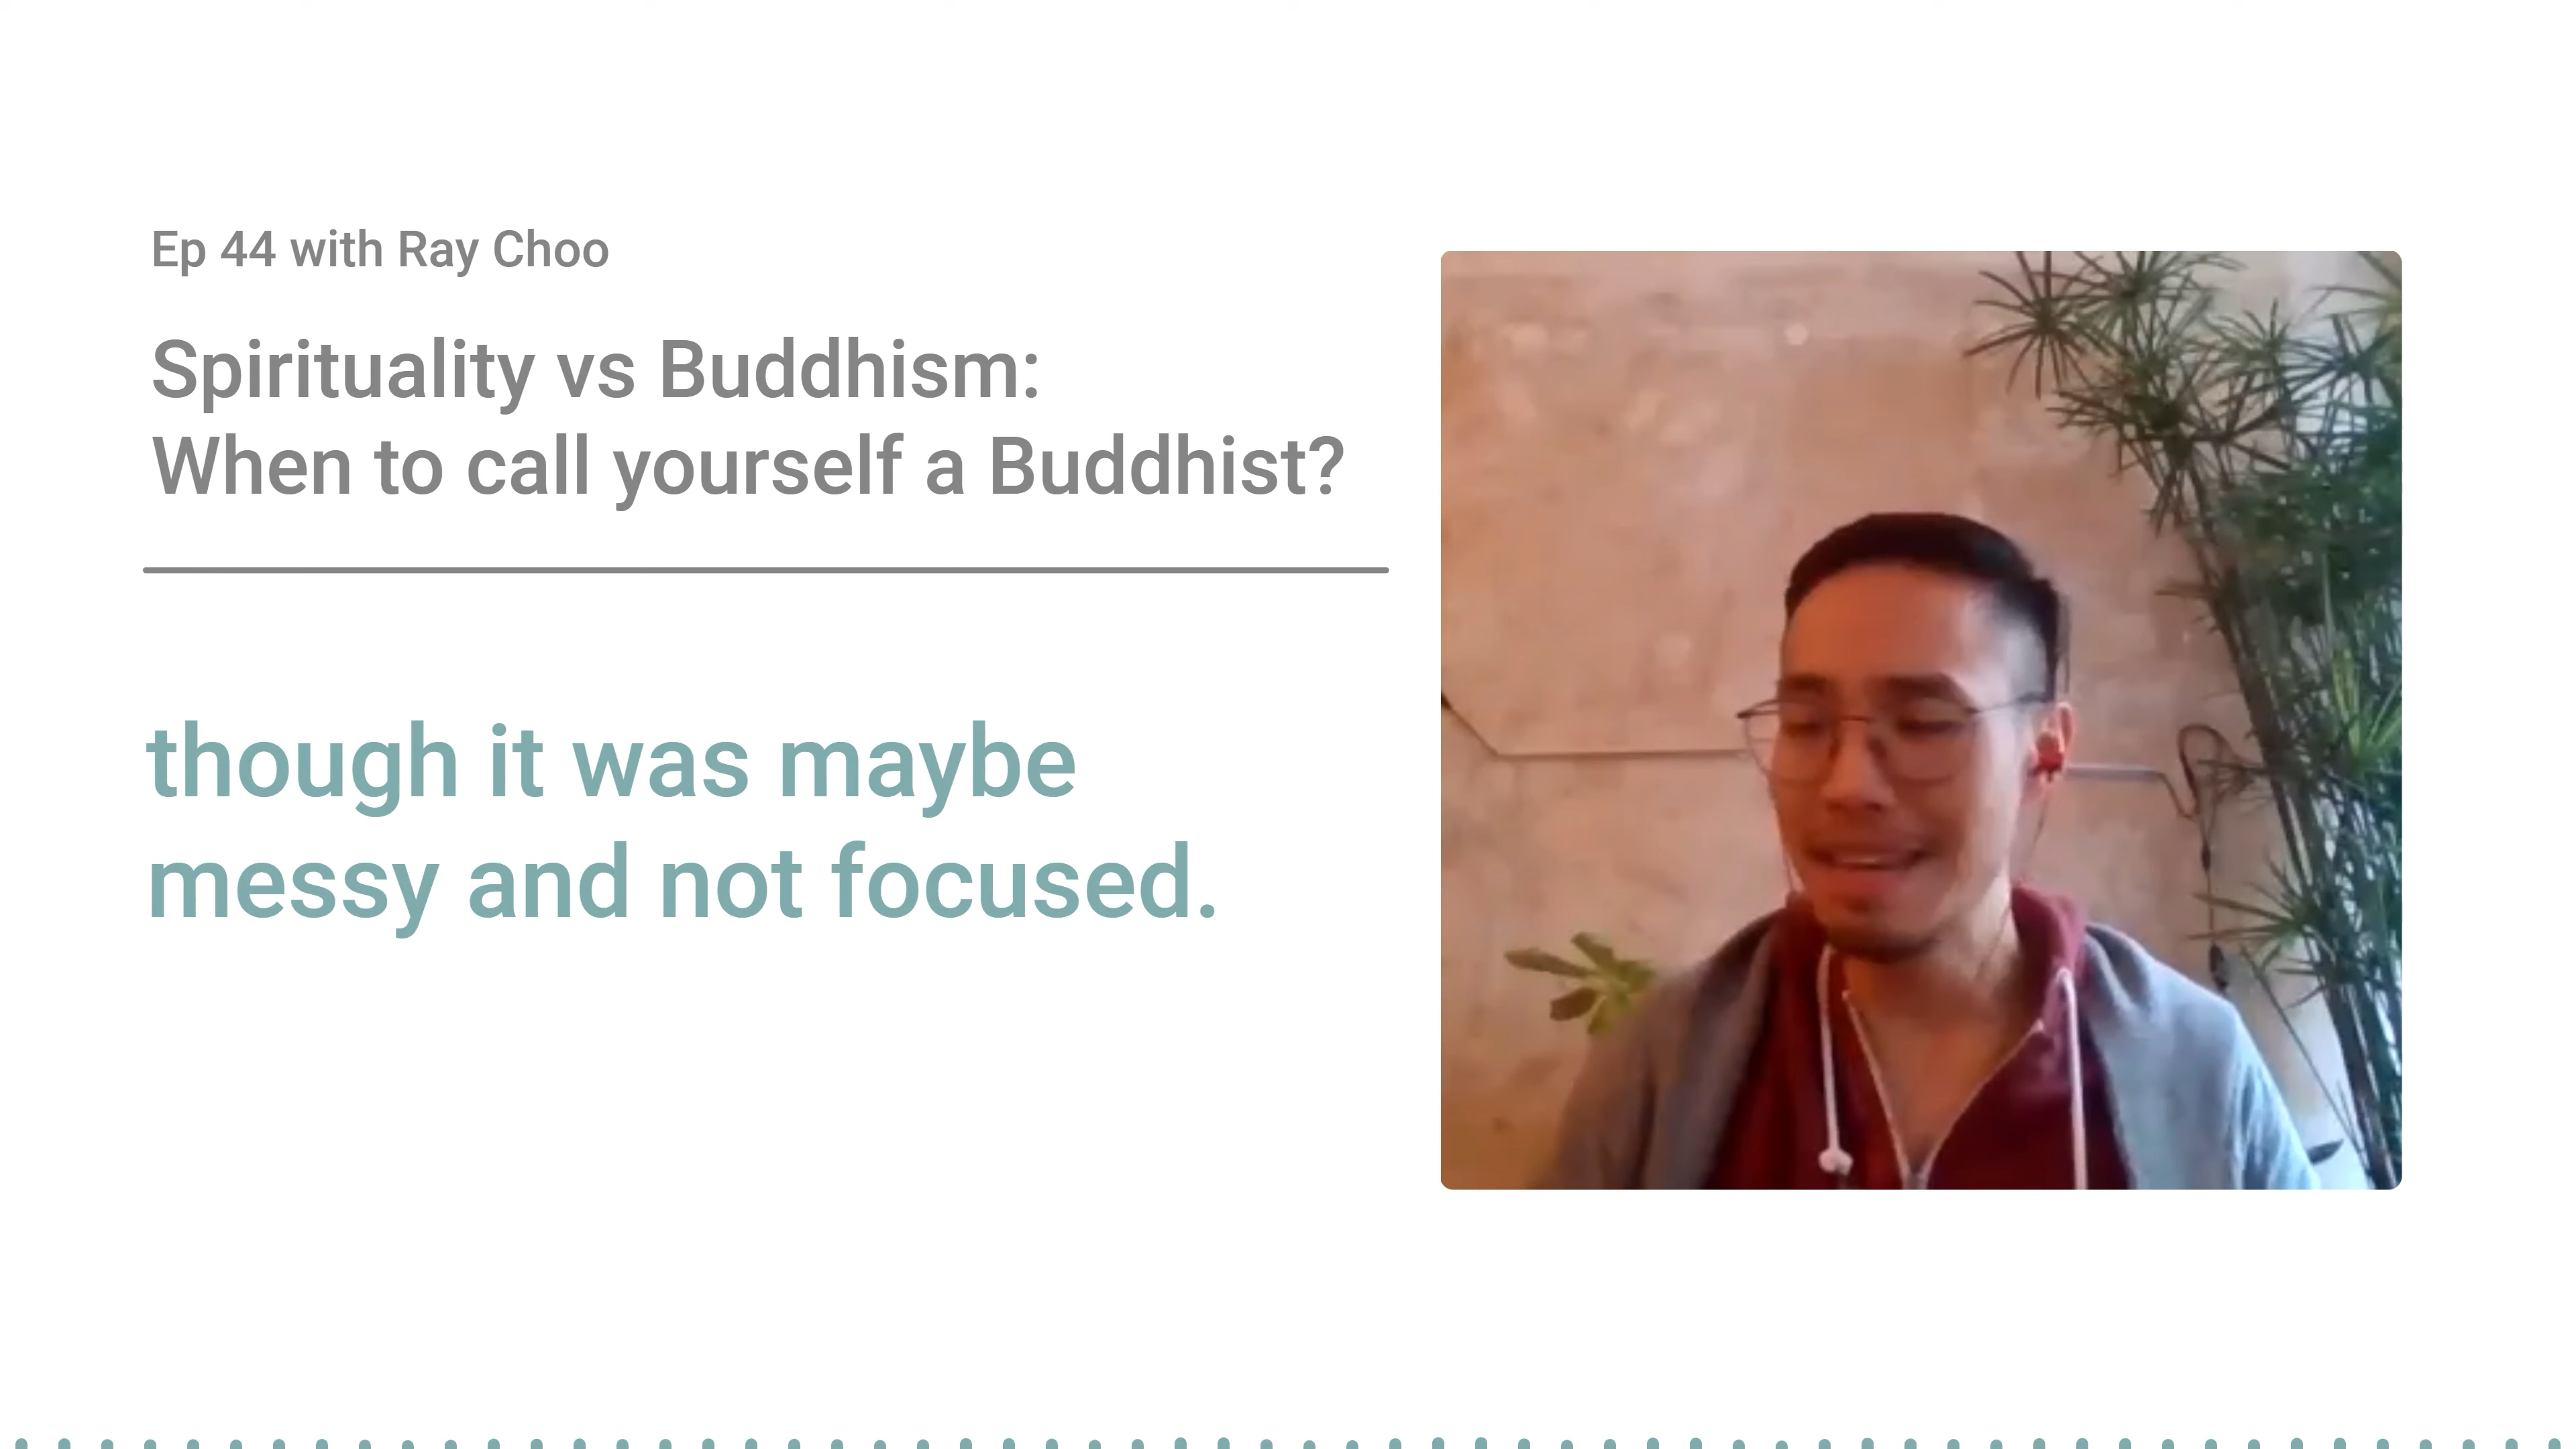 Ep 44 with Ray Choo
Spirituality vs Buddhism:
When to call yourself a Buddhist?
though it was maybe
messy and not focused.